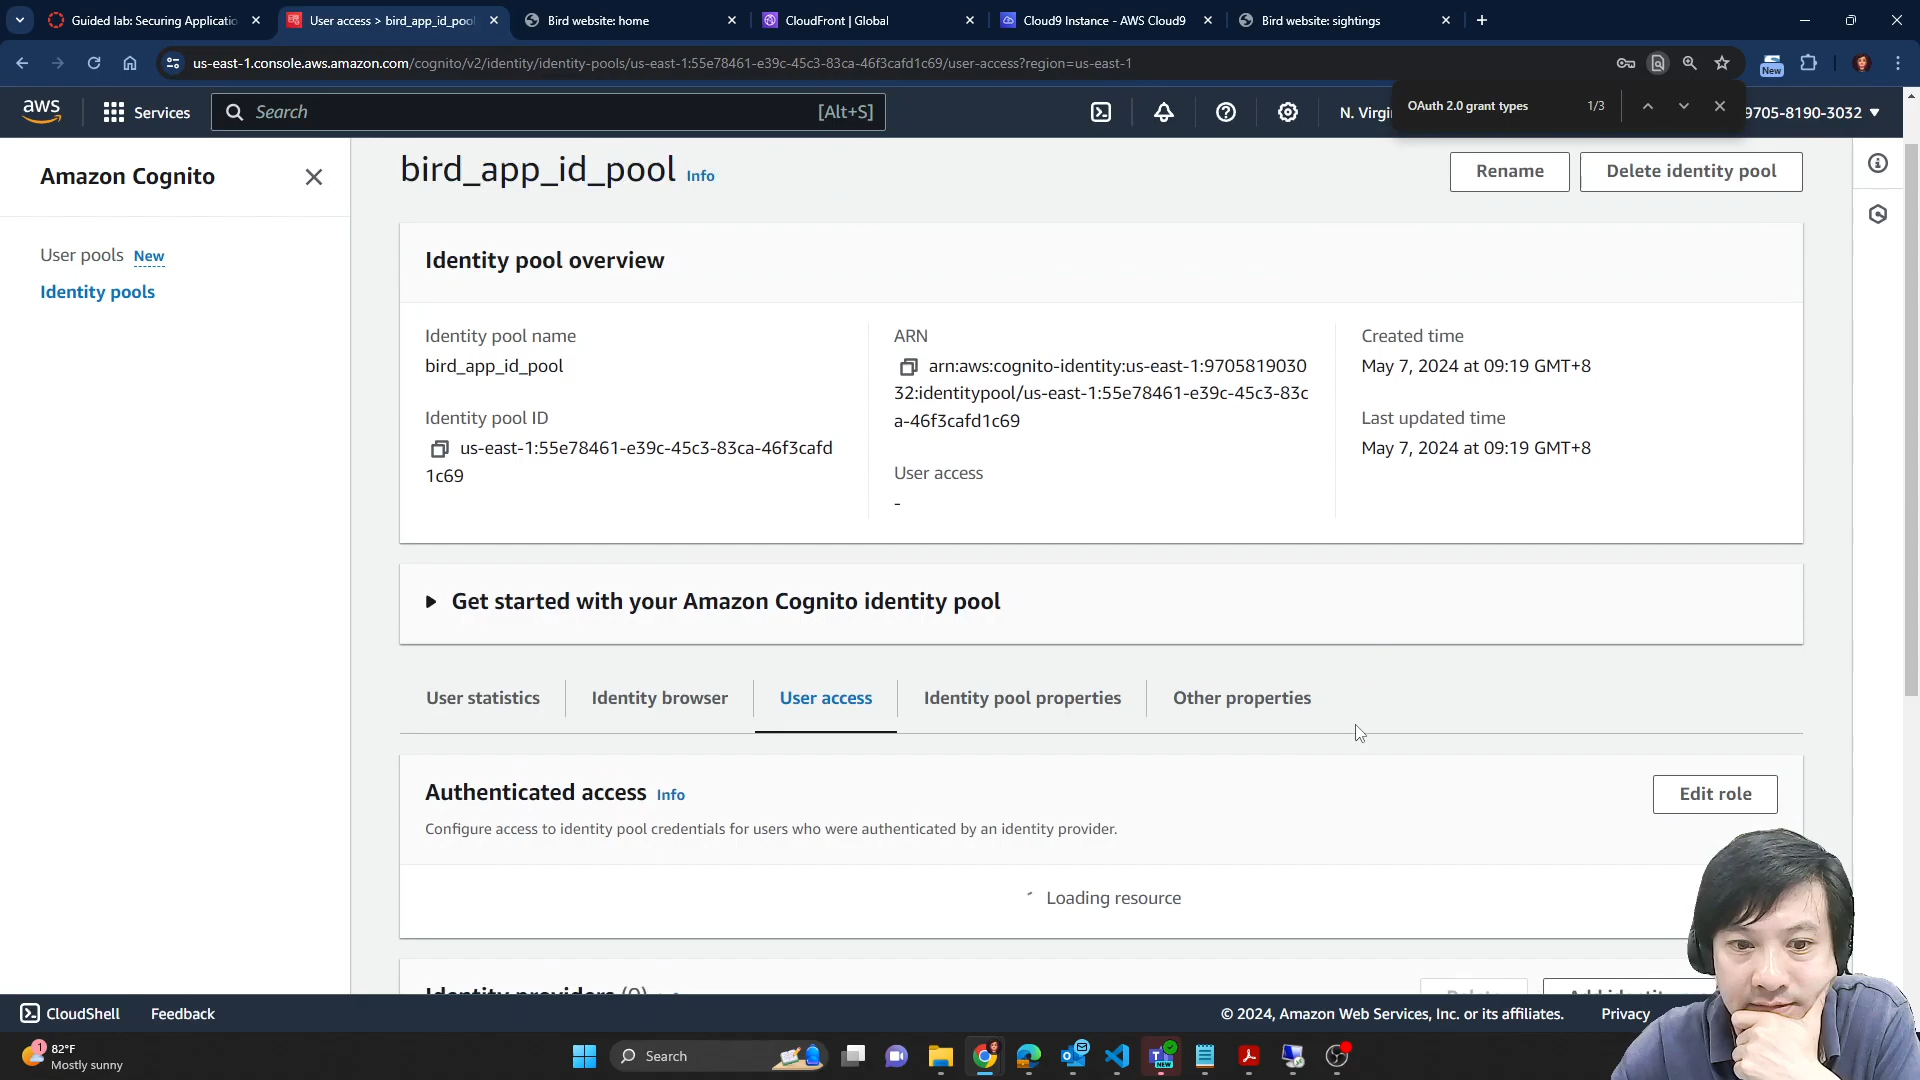 Guided lab: Securing Applicatio
User access > bird_app_id_pool
Bird website: home
CloudFront | Global
Cloud9 Instance - AWS Cloud9
Bird website: sightings
us-east-1.console.aws.amazon.com/cognito/v2/identity/identity-pools/us-east-1:55e78461-e39c-45c3-83ca-46f3cafd1c69/user-access?region=us-east-1
New
aws
Services
Search
[Alt+S]
N. Virgi
OAuth 2.0 grant types
1/3
9705-8190-3032
Amazon Cognito
User pools New
Identity pools
bird_app_id_pool Info
Rename
Delete identity pool
Identity pool overview
Identity pool name
bird_app_id_pool
Identity pool ID
us-east-1:55e78461-e39c-45c3-83ca-46f3cafd
1c69
ARN
arn:aws:cognito-identity:us-east-1:9705819030
32:identitypool/us-east-1:55e78461-e39c-45c3-83c
a-46f3cafd1c69
User access
-
Created time
May 7, 2024 at 09:19 GMT+8
Last updated time
May 7, 2024 at 09:19 GMT+8
Get started with your Amazon Cognito identity pool
User statistics
Identity browser
User access
Identity pool properties
Other properties
Authenticated access Info
Edit role
Configure access to identity pool credentials for users who were authenticated by an identity provider.
Loading resource
Identity providers (0)
CloudShell
Feedback
© 2024, Amazon Web Services, Inc. or its affiliates.
Privacy
1
82°F
Mostly sunny
Search
NEW